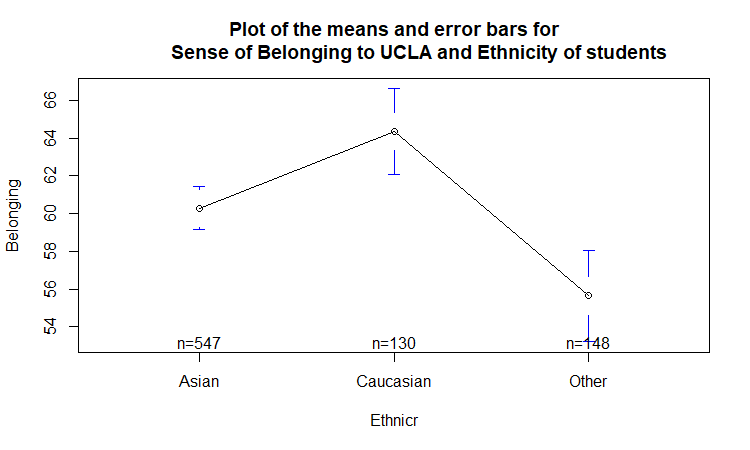 Plot of the means and error bars for
Sense of Belonging to UCLA and Ethnicity of students
Belonging
66
64
62
60
58
56
54
n=547 n=130 n=148
Asian Caucasian Other
Ethnicr